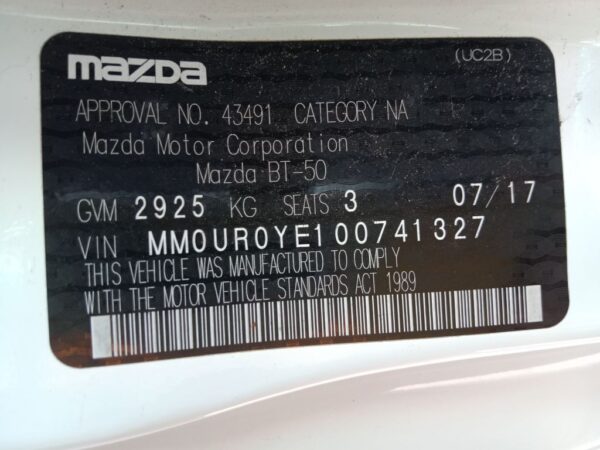 mazda
(UC2B)
APPROVAL NO. 43491 CATEGORY NA
Mazda Motor Corporation
Mazda BT-50
GVM 2925 KG SEATS 3 07/17
VIN MM0UR0YE100741327
THIS VEHICLE WAS MANUFACTURED TO COMPLY
WITH THE MOTOR VEHICLE STANDARDS ACT 1989